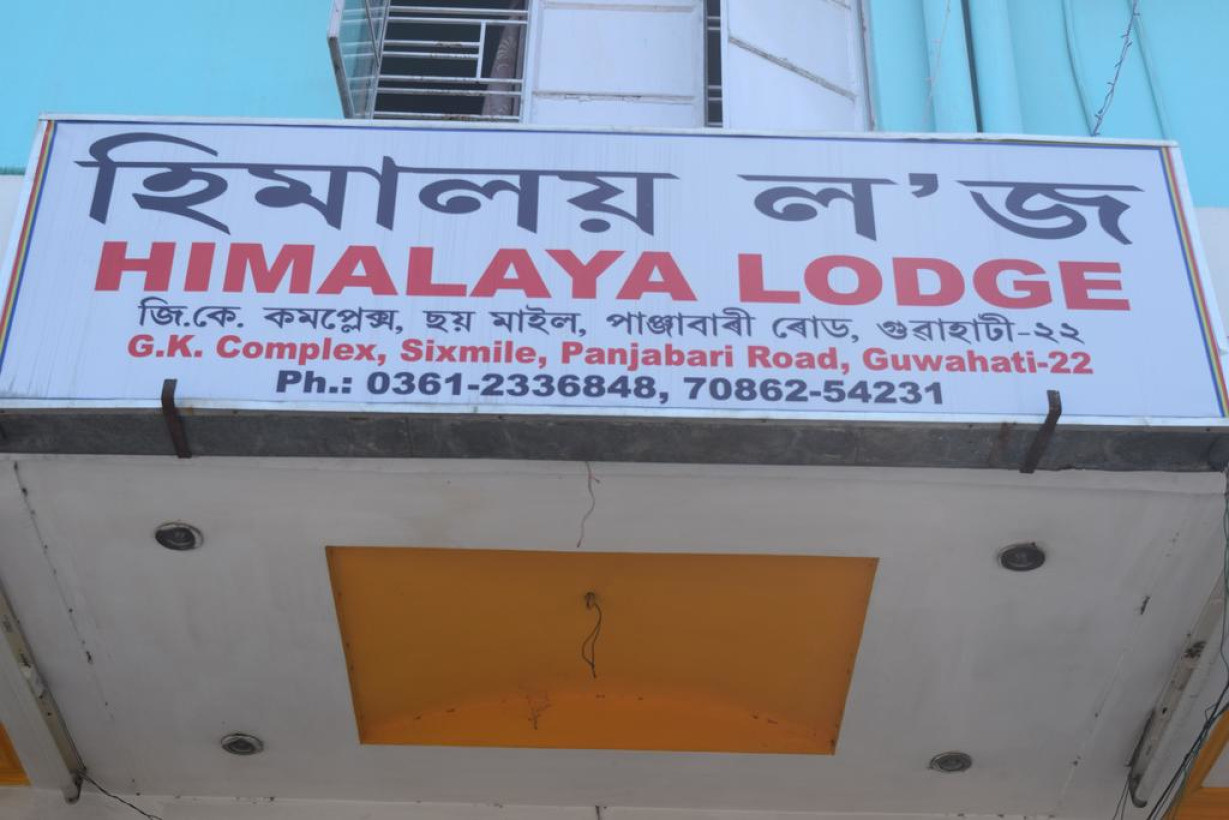 হিমালয় ল'জ
HIMALAYA LODGE
জি.কে. কমপ্লেক্স, ছয় মাইল, পাঞ্জাবাৰী ৰোড, গুৱাহাটী-২২
G.K. Complex, Sixmile, Panjabari Road, Guwahati-22
Ph.: 0361-2336848, 70862-54231